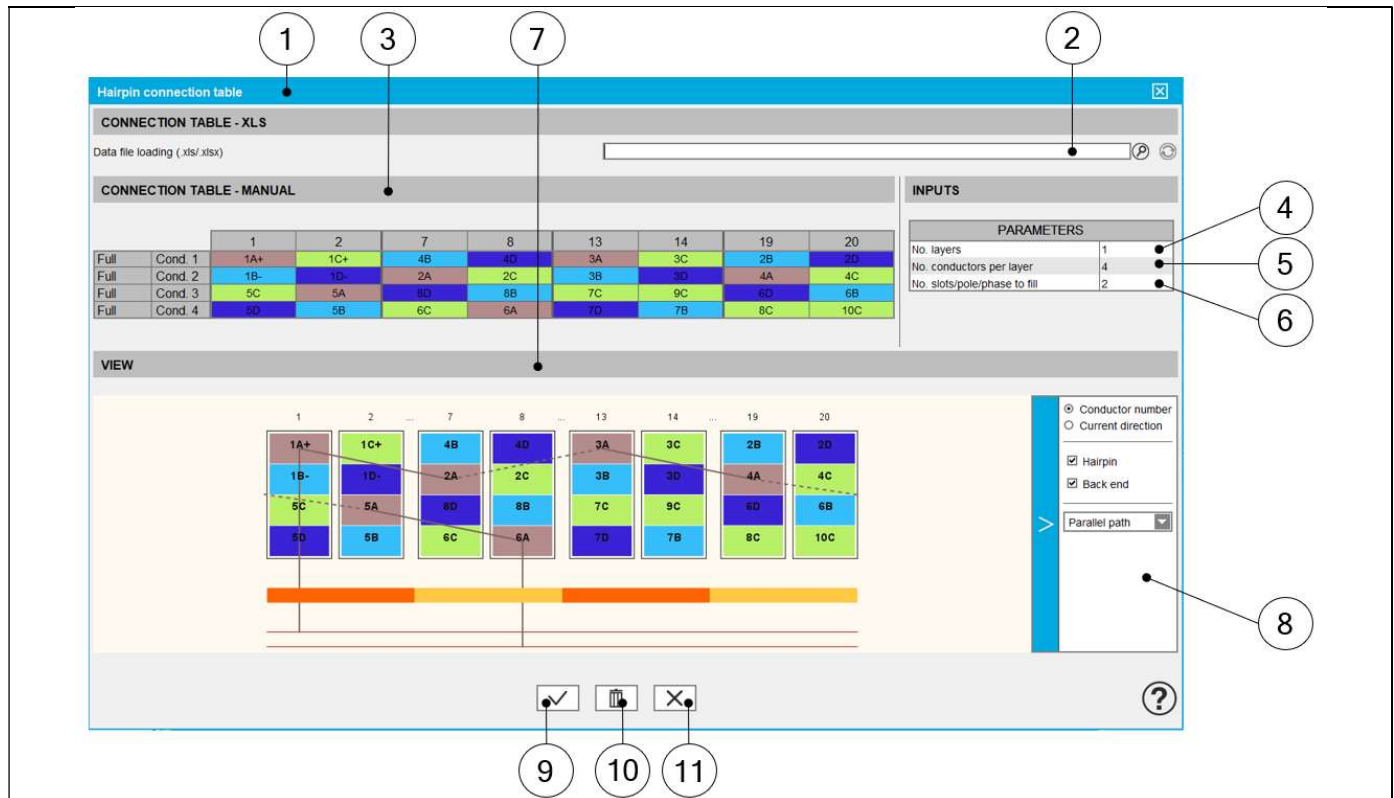 1 3 7 2
Hairpin connection table
CONNECTION TABLE - XLS
Data file loading (.xls/.xlsx)
CONNECTION TABLE - MANUAL
INPUTS
PARAMETERS
No. layers 1
No. conductors per layer 4
No. slots/pole/phase to fill 2
4
5
6
1 2 7 8 13 14 19 20
Full Cond. 1 1A+ 1C+ 4B 4D 3A 3C 2B 2D
Full Cond. 2 1B- 1D- 2A 2C 3B 3D 4A 4C
Full Cond. 3 5C 5A 8D 8B 7C 9C 6D 6B
Full Cond. 4 5D 5B 6C 6A 7D 7B 8C 10C
VIEW
1 2 ... 7 8 ... 13 14 ... 19 20
1A+ 1C+ 4B 4D 3A 3C 2B 2D
1B- 1D- 2A 2C 3B 3D 4A 4C
5C 5A 8D 8B 7C 9C 6D 6B
5D 5B 6C 6A 7D 7B 8C 10C
>
Conductor number
Current direction
Hairpin
Back end
Parallel path
8
?
9 10 11